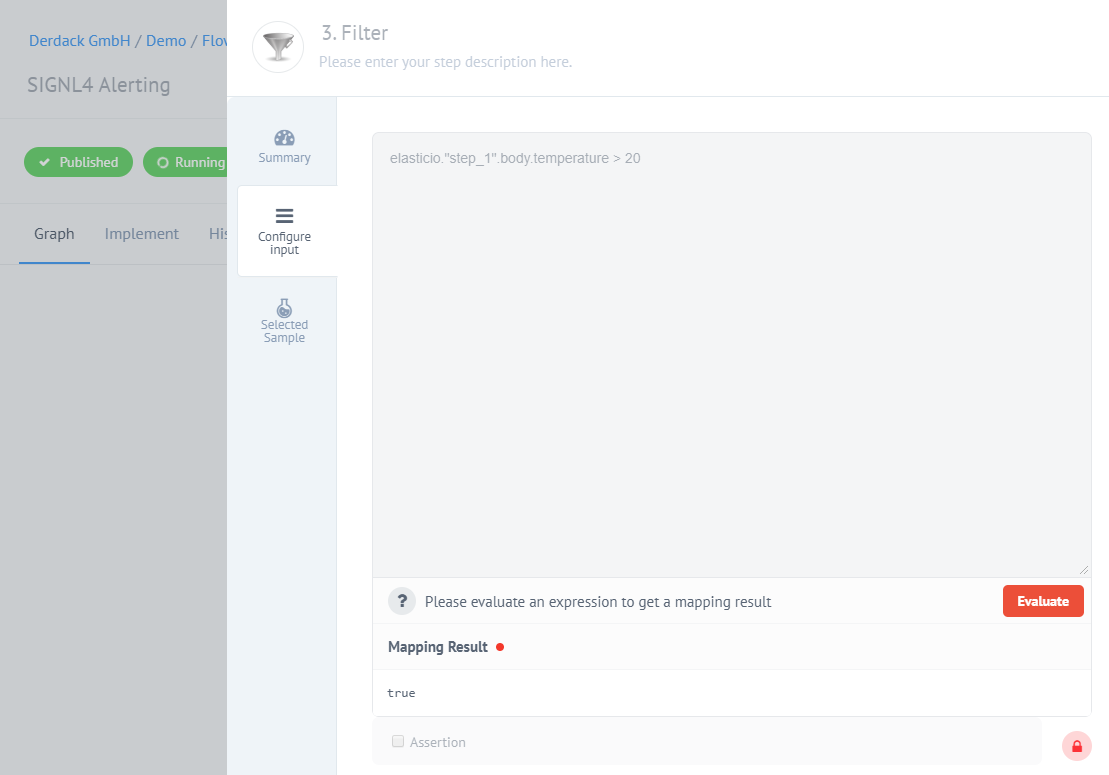 Derdack GmbH / Demo / Flov
SIGNL4 Alerting
Published
Running
Graph
Implement
His
3. Filter
Please enter your step description here.
Summary
Configure
input
Selected
Sample
elasticio."step_1".body.temperature > 20
? Please evaluate an expression to get a mapping result
Evaluate
Mapping Result
true
Assertion